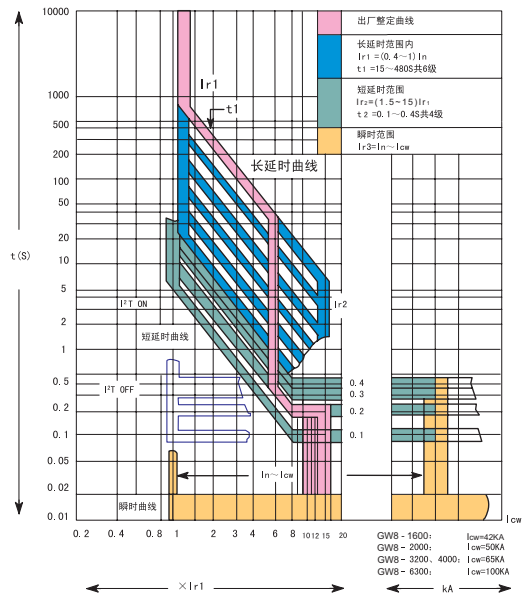 10000
1000
500
200
100
50
20
10
5
2
1
0.5
0.2
0.1
0.05
0.02
0.01
t(S)
出厂整定曲线
长延时范围内
Ir1 =(0.4～1)In
t1 =15～480S共6级
短延时范围
Ir2=(1.5~15)Ir1
t2=0.1～0.4S共4级
瞬时范围
Ir3=In~Icw
Ir1
t1
长延时曲线
Ir2
I²T ON
短延时曲线
I²T OFF
0.4
0.3
0.2
0.1
In~Icw
瞬时曲线
Icw
0.2 0.4 0.6 0.8 1 2 3 4 6 8 10 12 15 20
GW8-1600: Icw=42KA
GW8-2000: Icw=50KA
GW8-3200、4000: Icw=65KA
GW8-6300: Icw=100KA
×Ir1
kA